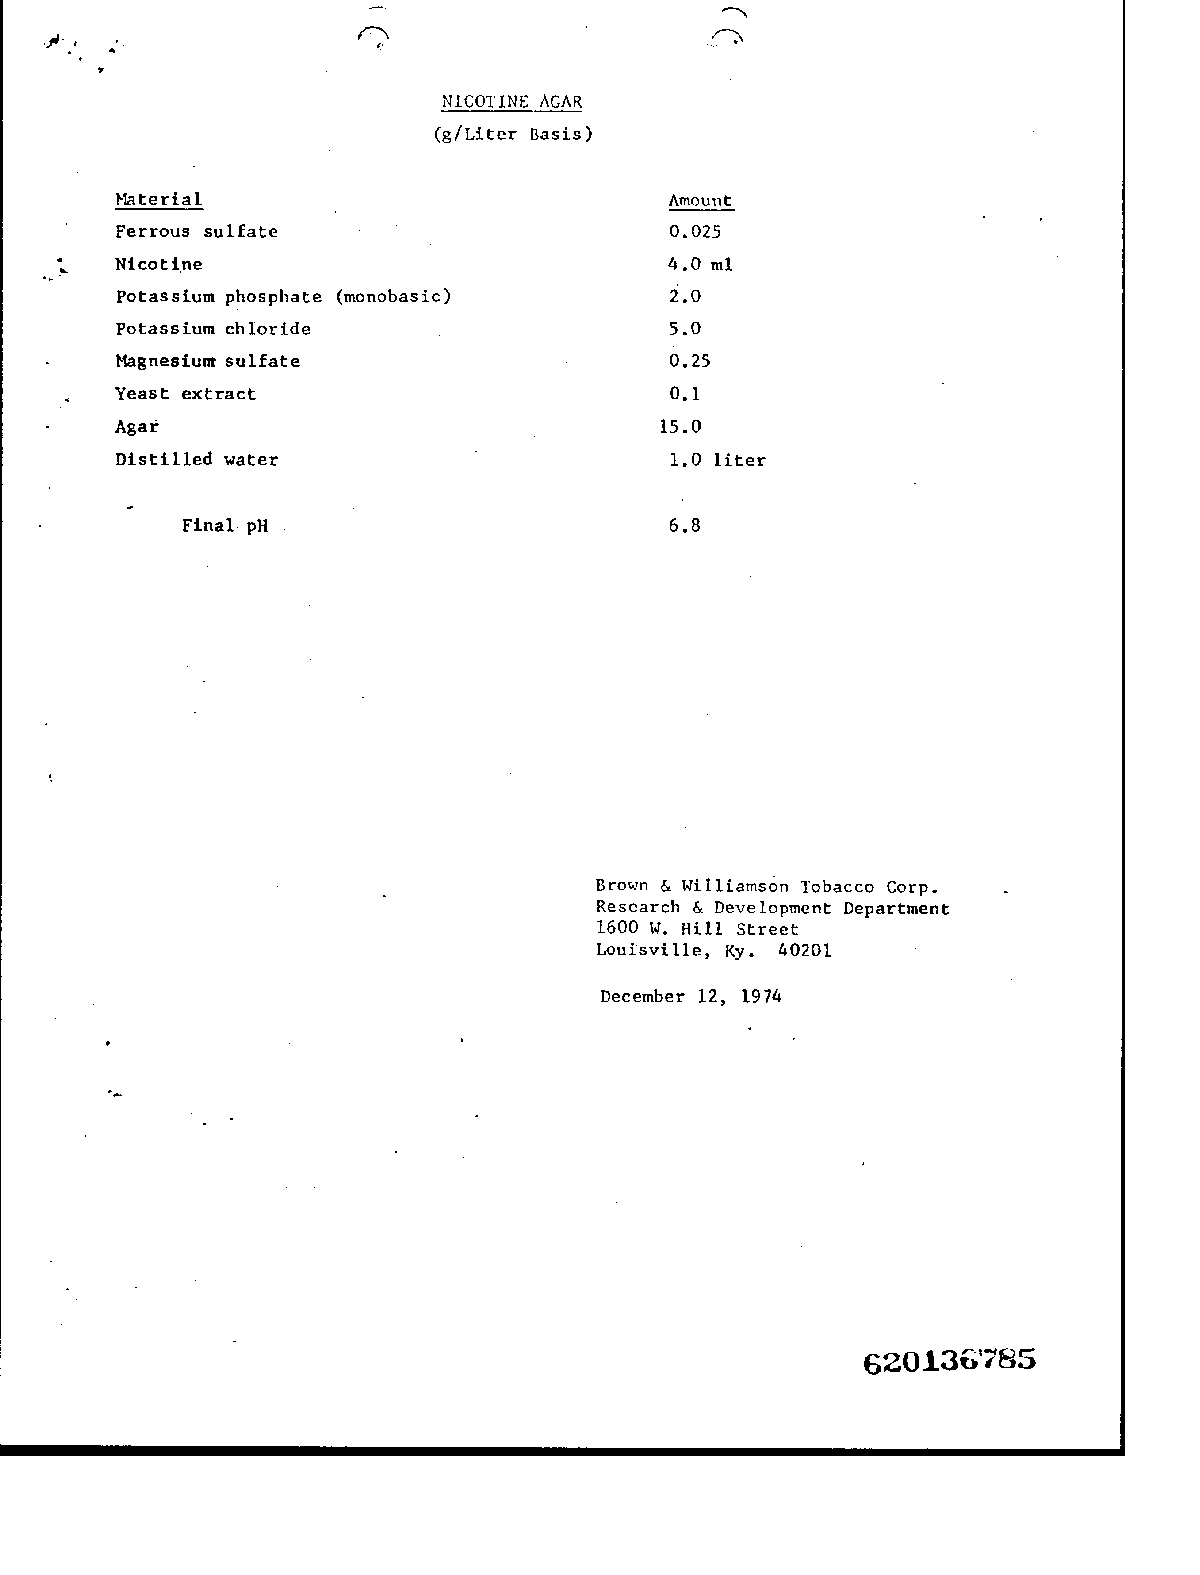 NICOTINE AGAR
(g/Liter Basis)
Material Amount
Ferrous sulfate 0.025
Nicotine 4.0 ml
Potassium phosphate (monobasic) 2.0
Potassium chloride 5.0
Magnesium sulfate 0.25
Yeast extract 0.1
Agar 15.0
Distilled water 1.0 liter
Final pH 6.8
Brown & Williamson Tobacco Corp.
Research & Development Department
1600 W. Hill Street
Louisville, Ky. 40201
December 12, 1974
620136785